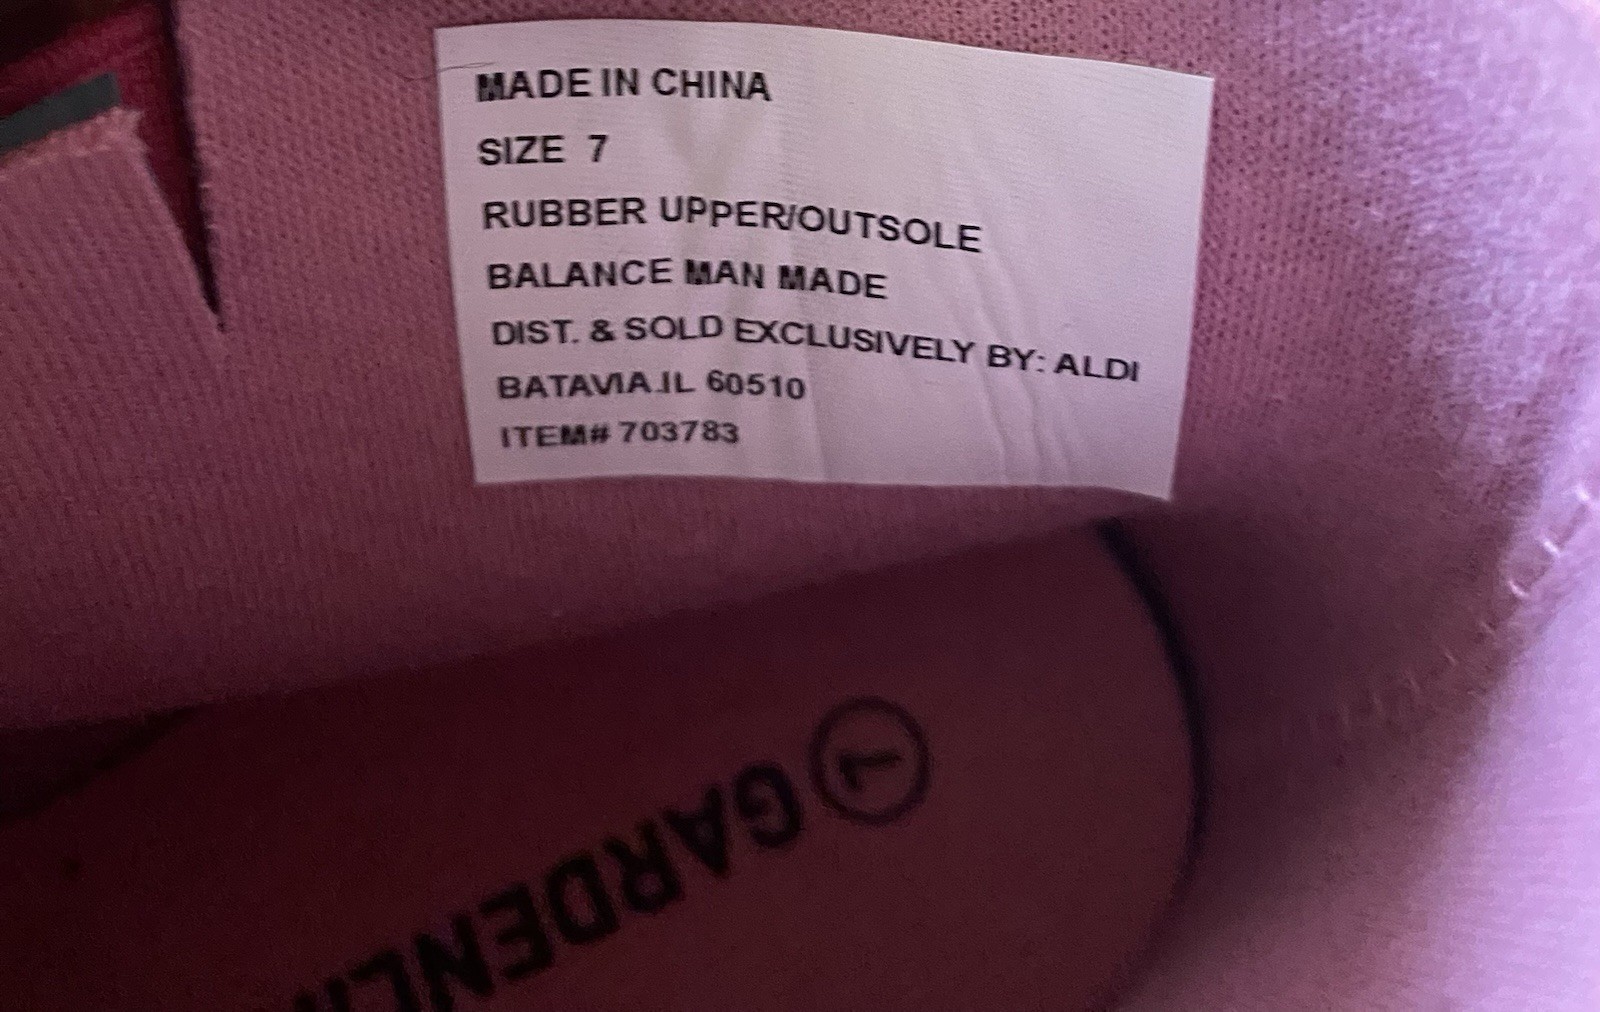 MADE IN CHINA
SIZE 7
RUBBER UPPER/OUTSOLE
BALANCE MAN MADE
DIST. & SOLD EXCLUSIVELY BY: ALDI
BATAVIA.IL 60510
ITEM# 703783
7